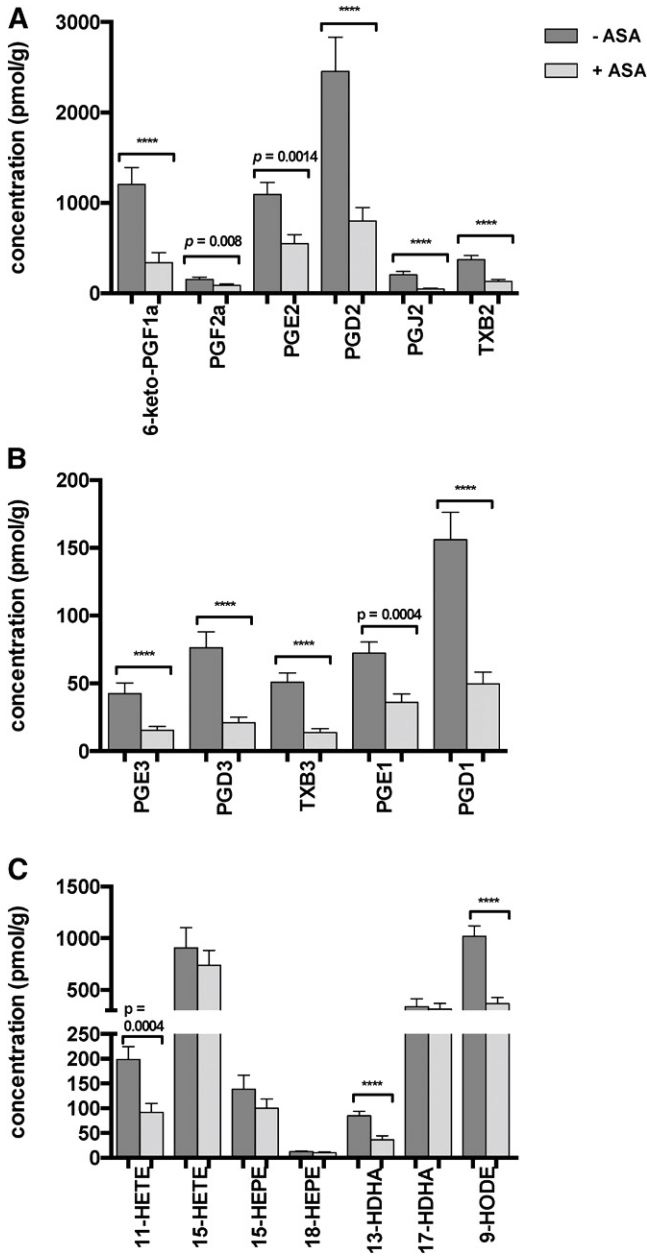 A
concentration (pmol/g)
3000
2000
1000
0
****
p = 0.008
p = 0.0014
****
****
****
- ASA
+ ASA
6-keto-PGF1a
PGF2a
PGE2
PGD2
PGJ2
TXB2
B
concentration (pmol/g)
200
150
100
50
0
****
****
****
p = 0.0004
****
PGE3
PGD3
TXB3
PGE1
PGD1
C
concentration (pmol/g)
1500
1000
500
250
200
150
100
50
0
p =
0.0004
****
****
11-HETE
15-HETE
15-HEPE
18-HEPE
13-HDHA
17-HDHA
9-HODE